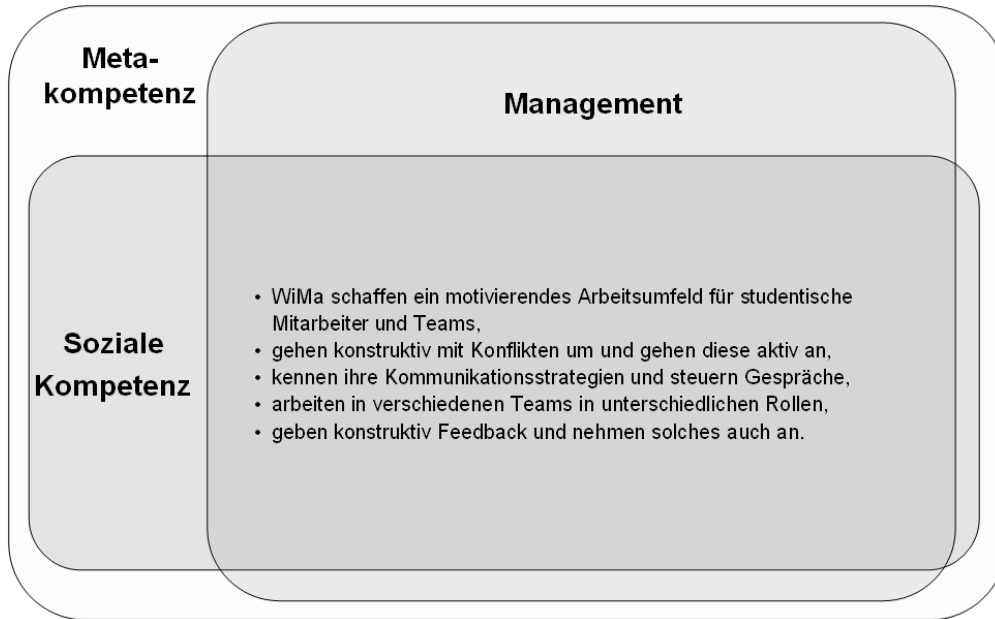 Meta-
kompetenz
Management
Soziale
Kompetenz
• WiMa schaffen ein motivierendes Arbeitsumfeld für studentische
Mitarbeiter und Teams,
• gehen konstruktiv mit Konflikten um und gehen diese aktiv an,
• kennen ihre Kommunikationsstrategien und steuern Gespräche,
• arbeiten in verschiedenen Teams in unterschiedlichen Rollen,
• geben konstruktiv Feedback und nehmen solches auch an.